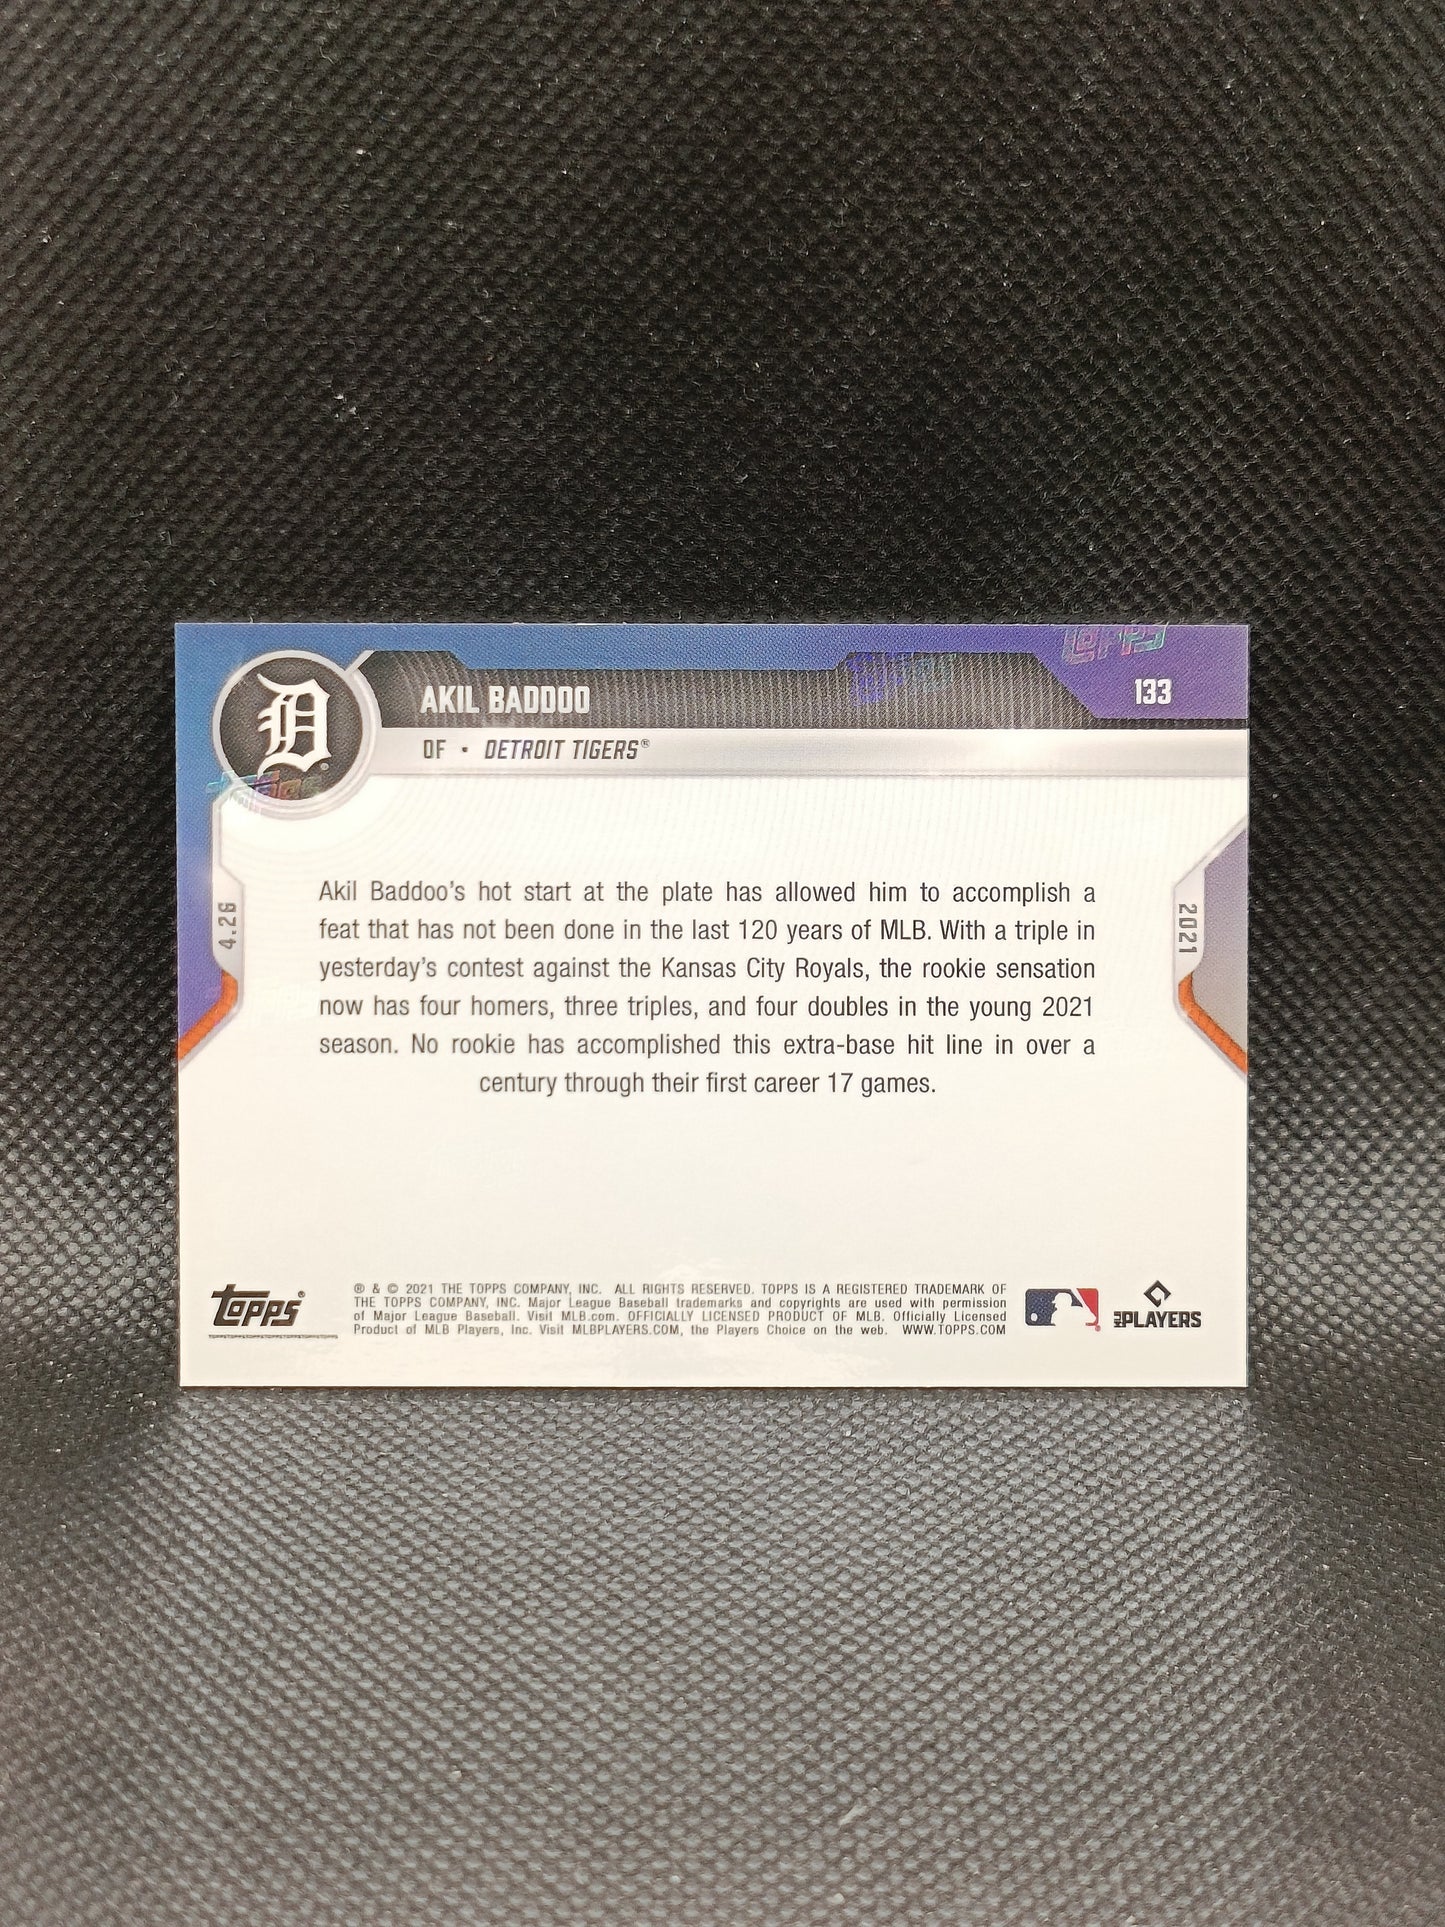 Topps
AKIL BADDOO
133
OF • DETROIT TIGERS®
Topps
4.26
2021
Akil Baddoo's hot start at the plate has allowed him to accomplish a
feat that has not been done in the last 120 years of MLB. With a triple in
yesterday's contest against the Kansas City Royals, the rookie sensation
now has four homers, three triples, and four doubles in the young 2021
season. No rookie has accomplished this extra-base hit line in over a
century through their first career 17 games.
Topps®
® & © 2021 THE TOPPS COMPANY, INC. ALL RIGHTS RESERVED. TOPPS IS A REGISTERED TRADEMARK OF
THE TOPPS COMPANY, INC. Major League Baseball trademarks and copyrights are used with permission
of Major League Baseball. Visit MLB.com. OFFICIALLY LICENSED PRODUCT OF MLB. Officially Licensed
Product of MLB Players, Inc. Visit MLBPLAYERS.COM, the Players Choice on the web. WWW.TOPPS.COM
MLB PLAYERS